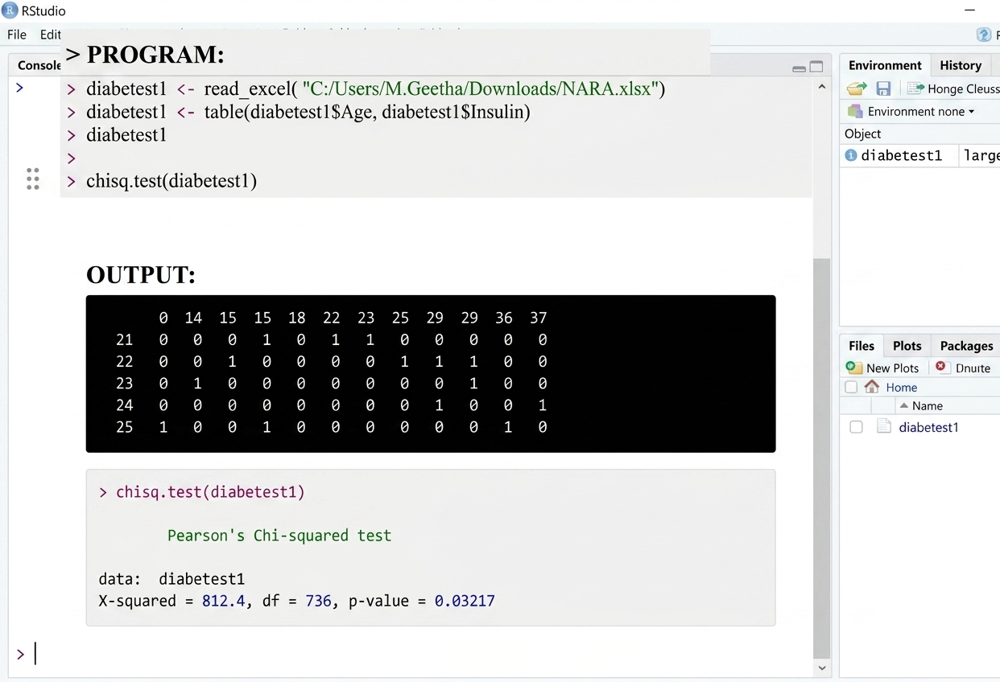 RStudio
File Edit
Console
> PROGRAM:
>
> diabetest1 <- read_excel( "C:/Users/M.Geetha/Downloads/NARA.xlsx")
> diabetest1 <- table(diabetest1$Age, diabetest1$Insulin)
> diabetest1
>
> chisq.test(diabetest1)
OUTPUT:
0 14 15 15 18 22 23 25 29 29 36 37
21 0 0 0 1 0 1 1 0 0 0 0 0
22 0 0 1 0 0 0 0 1 1 1 0 0
23 0 1 0 0 0 0 0 0 0 1 0 0
24 0 0 0 0 0 0 0 0 1 0 0 1
25 1 0 0 1 0 0 0 0 0 0 1 0
> chisq.test(diabetest1)
Pearson's Chi-squared test
data: diabetest1
X-squared = 812.4, df = 736, p-value = 0.03217
>
Environment History
Honge Cleuss
Environment none
Object
diabetest1 large
Files Plots Packages
New Plots Dnute
Home
Name
diabetest1